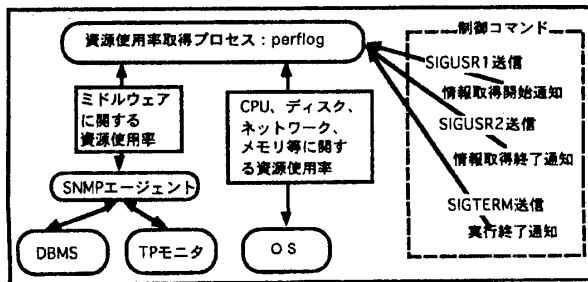 資源使用率取得プロセス：perflog
ミドルウェア
に関する
資源使用率
CPU、ディスク、
ネットワーク、
メモリ等に関す
る資源使用率
SNMPエージェント
DBMS
TPモニタ
OS
制御コマンド
SIGUSR1送信
情報取得開始通知
SIGUSR2送信
情報取得終了通知
SIGTERM送信
実行終了通知